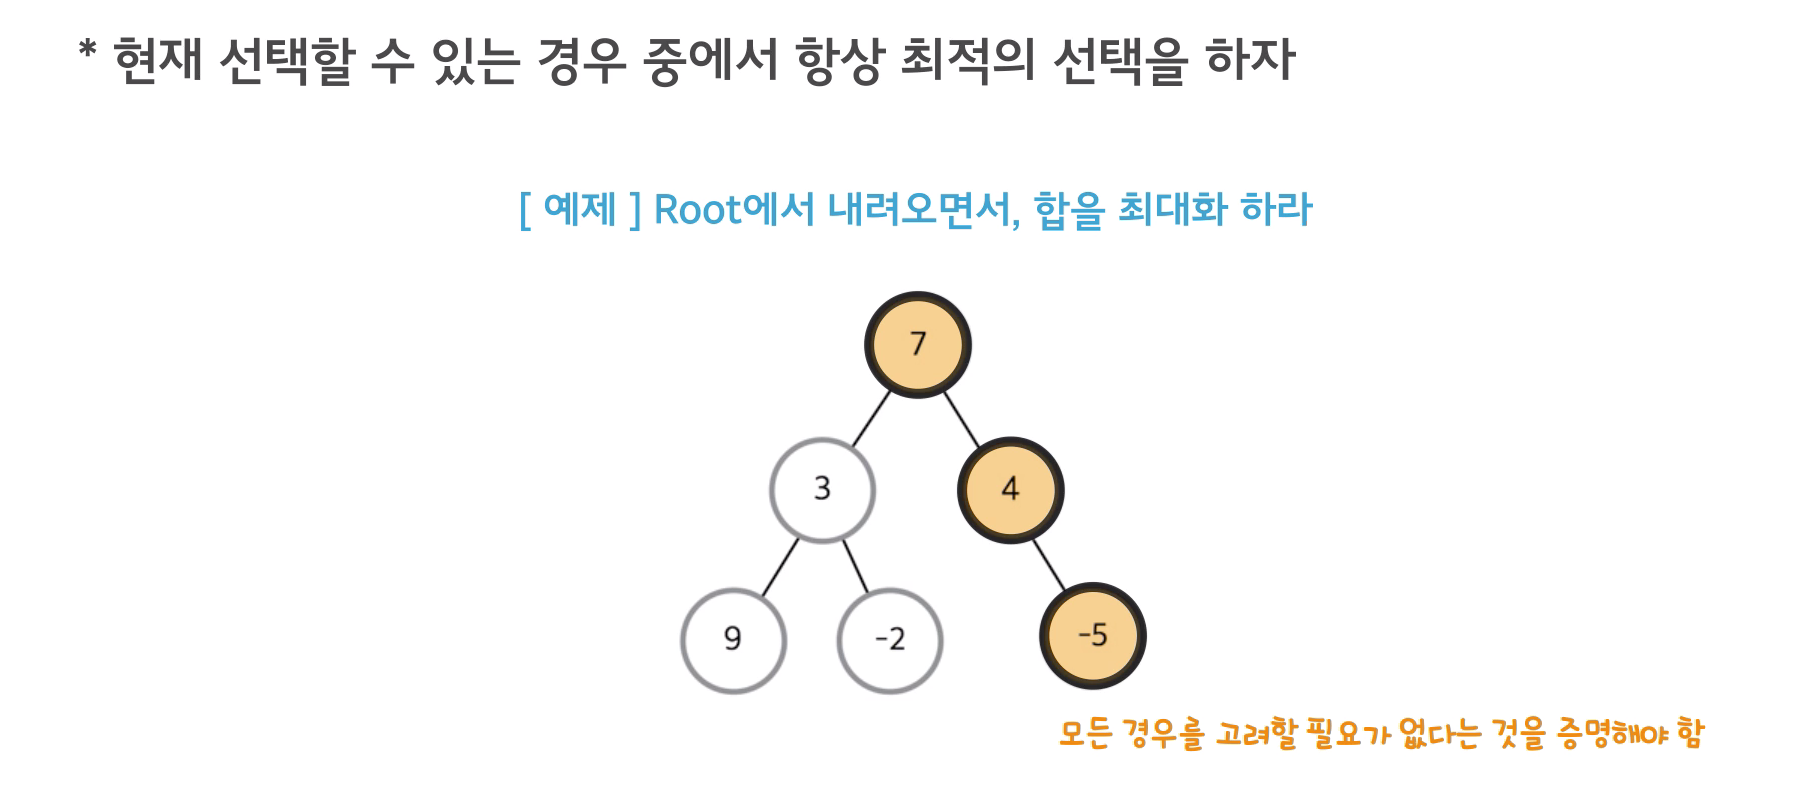 * 현재 선택할 수 있는 경우 중에서 항상 최적의 선택을 하자
[ 예제 ] Root에서 내려오면서, 합을 최대화 하라
7
3
4
9
-2
-5
모든 경우를 고려할 필요가 없다는 것을 증명해야 함